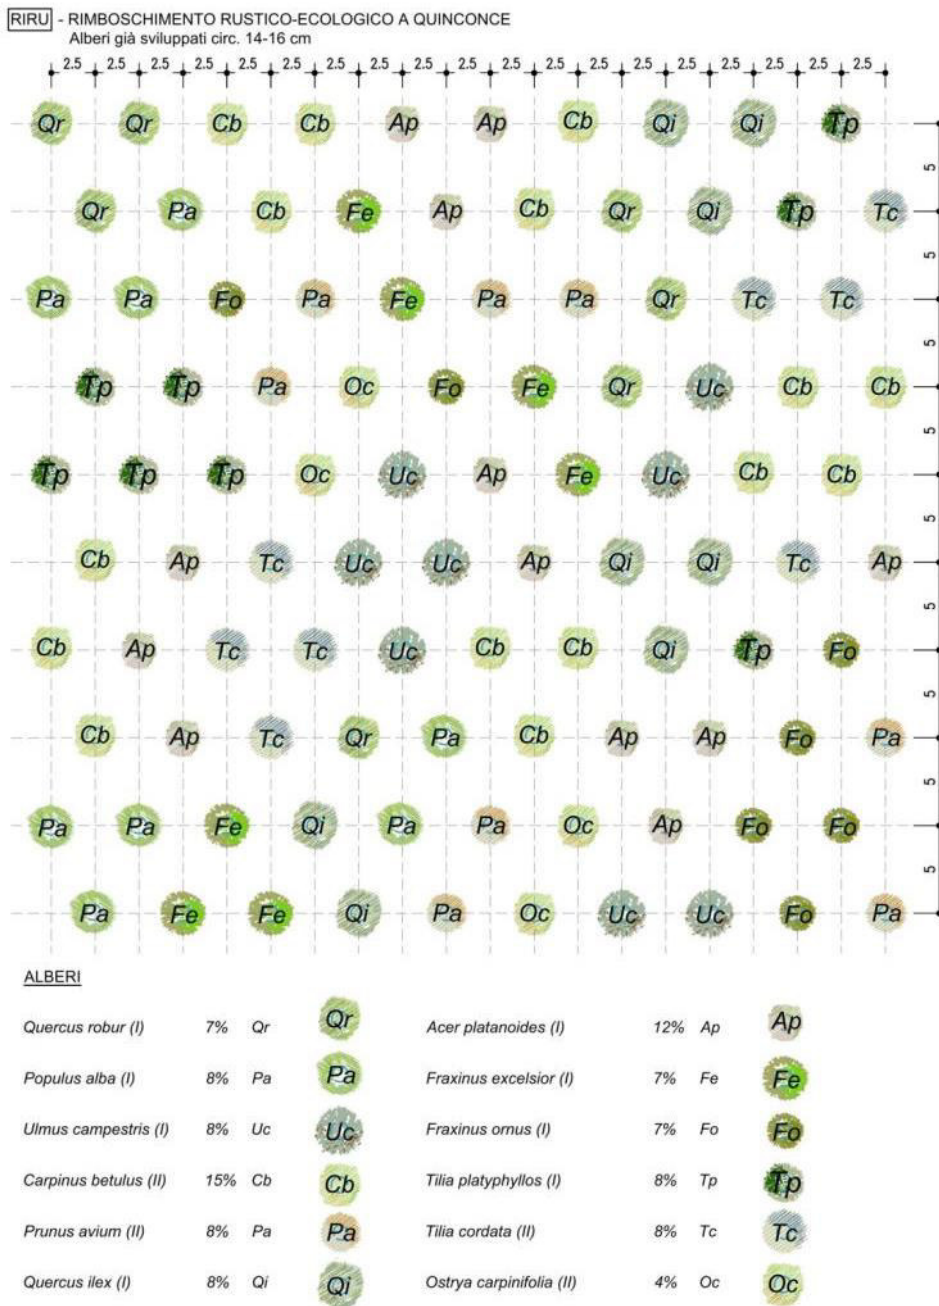 RIRU - RIMBOSCHIMENTO RUSTICO-ECOLOGICO A QUINCONCE
Alberi già sviluppati circ. 14-16 cm
2.5 2.5 2.5 2.5 2.5 2.5 2.5 2.5 2.5 2.5 2.5 2.5 2.5 2.5 2.5 2.5 2.5 2.5 2.5
Qr Qr Cb Cb Ap Ap Cb Qi Qi Tp
5
Qr Pa Cb Fe Ap Cb Qr Qi Tp Tc
5
Pa Pa Fo Pa Fe Pa Pa Qr Tc Tc
5
Tp Tp Pa Oc Fo Fe Qr Uc Cb Cb
5
Tp Tp Tp Oc Uc Ap Fe Uc Cb Cb
5
Cb Ap Tc Uc Uc Ap Qi Qi Tc Ap
5
Cb Ap Tc Tc Uc Cb Cb Qi Tp Fo
5
Cb Ap Tc Qr Pa Cb Ap Ap Fo Pa
5
Pa Pa Fe Qi Pa Pa Oc Ap Fo Fo
5
Pa Fe Fe Qi Pa Oc Uc Uc Fo Pa
ALBERI
Quercus robur (I) 7% Qr Qr Acer platanoides (I) 12% Ap Ap
Populus alba (I) 8% Pa Pa Fraxinus excelsior (I) 7% Fe Fe
Ulmus campestris (I) 8% Uc Uc Fraxinus ornus (I) 7% Fo Fo
Carpinus betulus (II) 15% Cb Cb Tilia platyphyllos (I) 8% Tp Tp
Prunus avium (II) 8% Pa Pa Tilia cordata (II) 8% Tc Tc
Quercus ilex (I) 8% Qi Qi Ostrya carpinifolia (II) 4% Oc Oc